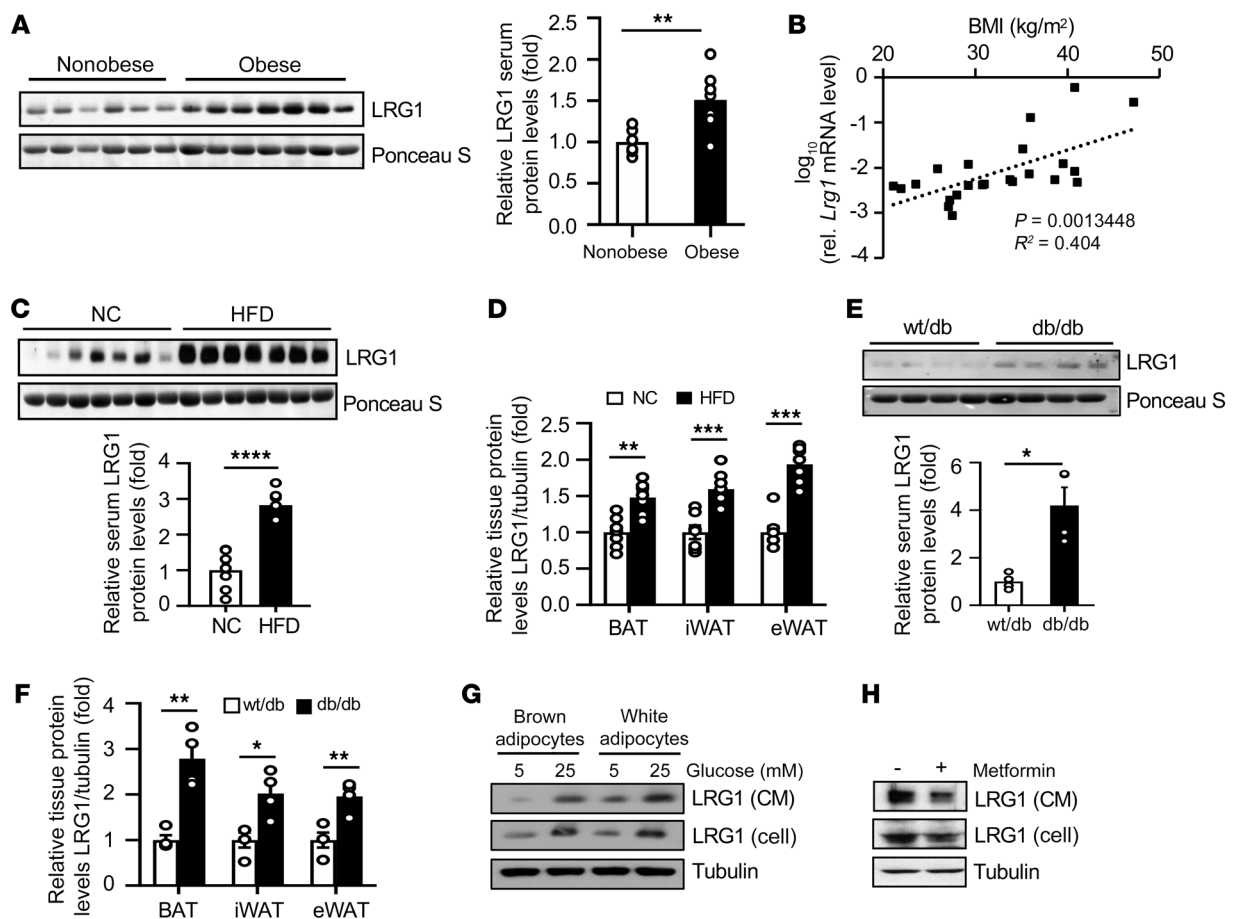 A
Nonobese Obese
LRG1
Ponceau S
Relative LRG1 serum
protein levels (fold)
2.5
2.0
1.5
1.0
0.5
0.0
**
Nonobese Obese
B
BMI (kg/m²)
20 30 40 50
0
-1
-2
-3
-4
log₁₀
(rel. Lrg1 mRNA level)
P = 0.0013448
R² = 0.404
C
NC HFD
LRG1
Ponceau S
Relative serum LRG1
protein levels (fold)
4
3
2
1
0
****
NC HFD
D
NC HFD
Relative tissue protein
levels LRG1/tubulin (fold)
2.5
2.0
1.5
1.0
0.5
0.0
** *** ***
BAT iWAT eWAT
E
wt/db db/db
LRG1
Ponceau S
Relative serum LRG1
protein levels (fold)
6
4
2
0
*
wt/db db/db
F
wt/db db/db
Relative tissue protein
levels LRG1/tubulin (fold)
4
3
2
1
0
** * **
BAT iWAT eWAT
G
Brown White
adipocytes adipocytes
5 25 5 25 Glucose (mM)
LRG1 (CM)
LRG1 (cell)
Tubulin
H
- + Metformin
LRG1 (CM)
LRG1 (cell)
Tubulin